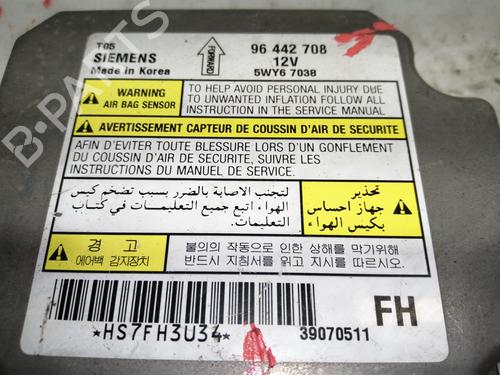 T05
SIEMENS
Made in Korea
FORWARD
96 442 708
12V
5WY6 7038
WARNING
AIR BAG SENSOR
TO HELP AVOID PERSONAL INJURY DUE
TO UNWANTED INFLATION FOLLOW ALL
INSTRUCTION IN THE SERVICE MANUAL
AVERTISSEMENT CAPTEUR DE COUSSIN D'AIR DE SECURITE
AFIN D'EVITER TOUTE BLESSURE LORS D'UN GONFLEMENT
DU COUSSIN D'AIR DE SECURITE, SUIVRE LES
INSTRUCTIONS DU MANUEL DE SERVICE.
لتجنب الاصابة بالضرر بسبب تضخم كيس
الهواء اتبع جميع التعليمات في كتاب
التعليمات.
تحذير
جهاز احساس
بكيس الهواء
경 고
에어백 감지장치
불의의 작동으로 인한 상해를 막기위해
반드시 지침서를 읽고 지시를 따르시오.
*HS7FH3U34*
39070511
FH
B-PARTS